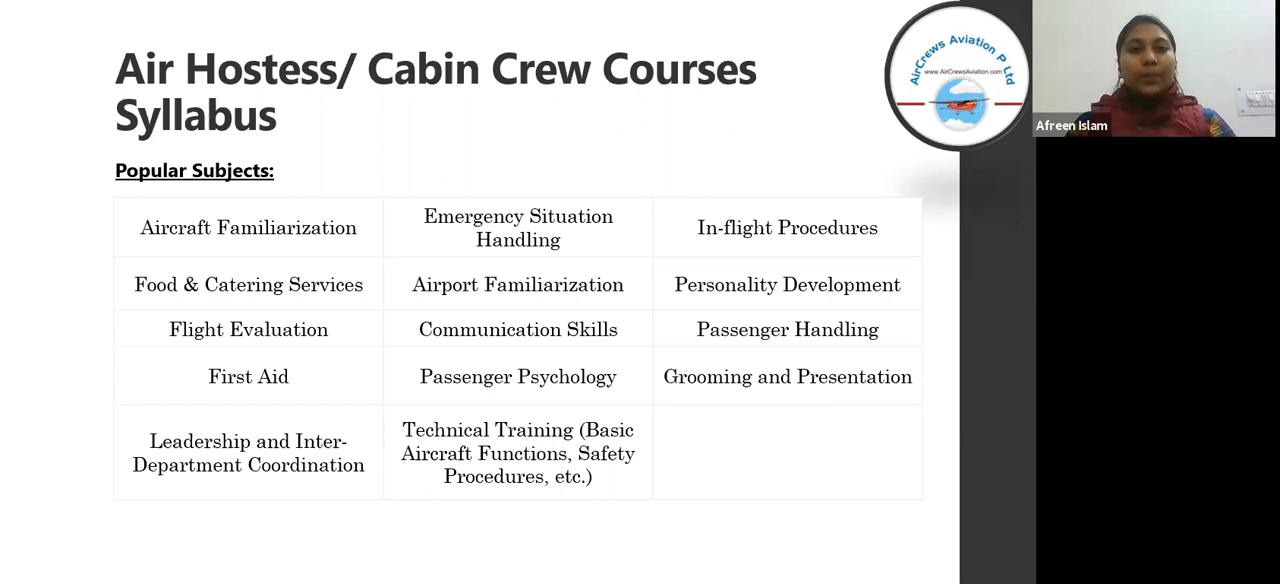 Air Hostess/ Cabin Crew Courses
Syllabus
Popular Subjects:
Aircraft Familiarization
Emergency Situation
Handling
In-flight Procedures
Food & Catering Services
Airport Familiarization
Personality Development
Flight Evaluation
Communication Skills
Passenger Handling
First Aid
Passenger Psychology
Grooming and Presentation
Leadership and Inter-
Department Coordination
Technical Training (Basic
Aircraft Functions, Safety
Procedures, etc.)
AirCrews Aviation P Ltd
www.AirCrewsAviation.com
Afreen Islam